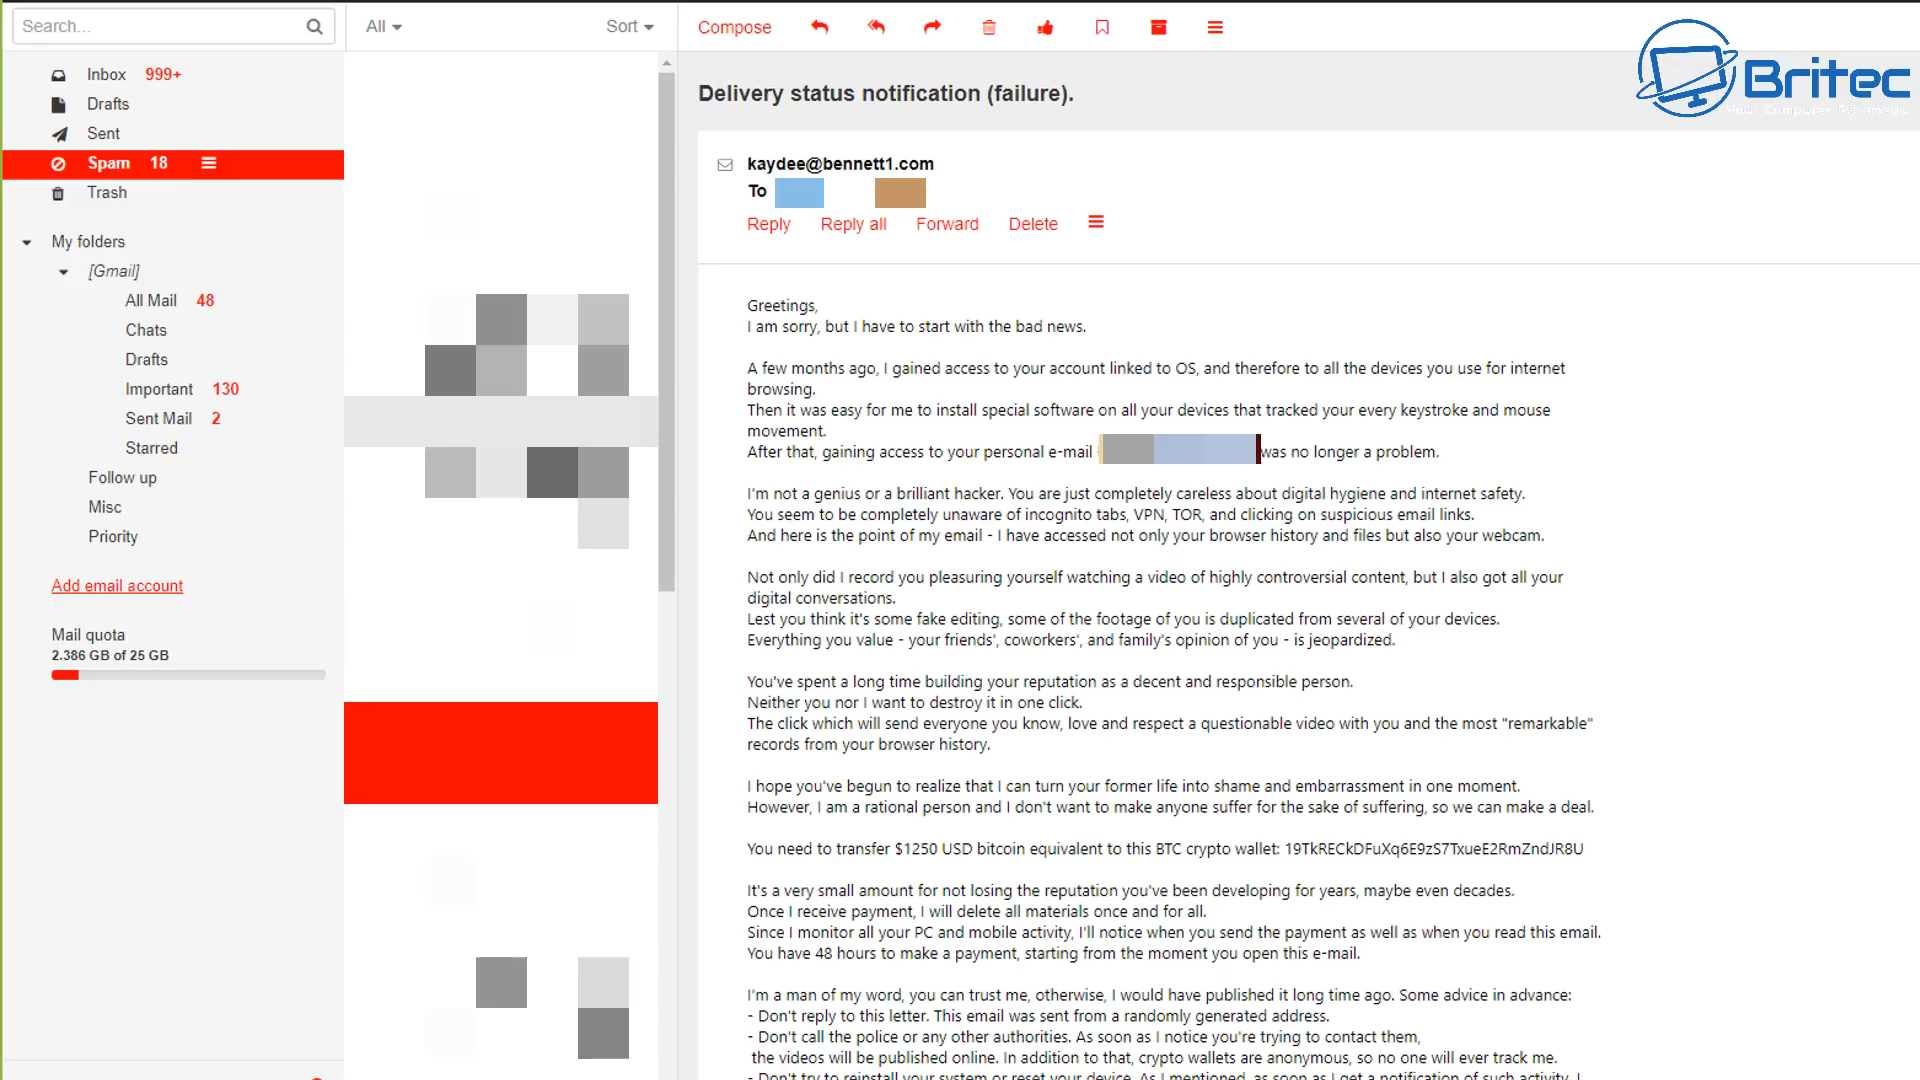 Search...
All
Sort
Compose
Britec
Your Computer Paramedic
Inbox 999+
Drafts
Sent
Spam 18
Trash
My folders
[Gmail]
All Mail 48
Chats
Drafts
Important 130
Sent Mail 2
Starred
Follow up
Misc
Priority
Add email account
Mail quota
2.386 GB of 25 GB
Delivery status notification (failure).
kaydee@bennett1.com
To
Reply Reply all Forward Delete
Greetings,
I am sorry, but I have to start with the bad news.
A few months ago, I gained access to your account linked to OS, and therefore to all the devices you use for internet
browsing.
Then it was easy for me to install special software on all your devices that tracked your every keystroke and mouse
movement.
After that, gaining access to your personal e-mail was no longer a problem.
I'm not a genius or a brilliant hacker. You are just completely careless about digital hygiene and internet safety.
You seem to be completely unaware of incognito tabs, VPN, TOR, and clicking on suspicious email links.
And here is the point of my email - I have accessed not only your browser history and files but also your webcam.
Not only did I record you pleasuring yourself watching a video of highly controversial content, but I also got all your
digital conversations.
Lest you think it's some fake editing, some of the footage of you is duplicated from several of your devices.
Everything you value - your friends', coworkers', and family's opinion of you - is jeopardized.
You've spent a long time building your reputation as a decent and responsible person.
Neither you nor I want to destroy it in one click.
The click which will send everyone you know, love and respect a questionable video with you and the most "remarkable"
records from your browser history.
I hope you've begun to realize that I can turn your former life into shame and embarrassment in one moment.
However, I am a rational person and I don't want to make anyone suffer for the sake of suffering, so we can make a deal.
You need to transfer $1250 USD bitcoin equivalent to this BTC crypto wallet: 19TkRECkDFuXq6E9zS7TxueE2RmZndJR8U
It's a very small amount for not losing the reputation you've been developing for years, maybe even decades.
Once I receive payment, I will delete all materials once and for all.
Since I monitor all your PC and mobile activity, I'll notice when you send the payment as well as when you read this email.
You have 48 hours to make a payment, starting from the moment you open this e-mail.
I'm a man of my word, you can trust me, otherwise, I would have published it long time ago. Some advice in advance:
- Don't reply to this letter. This email was sent from a randomly generated address.
- Don't call the police or any other authorities. As soon as I notice you're trying to contact them,
the videos will be published online. In addition to that, crypto wallets are anonymous, so no one will ever track me.
- Don't try to reinstall your system or reset your device. As I mentioned, as soon as I get a notification of such activity, I